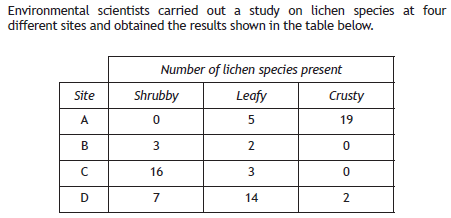 Environmental scientists carried out a study on lichen species at four
different sites and obtained the results shown in the table below.
Number of lichen species present
Site Shrubby Leafy Crusty
A 0 5 19
B 3 2 0
C 16 3 0
D 7 14 2